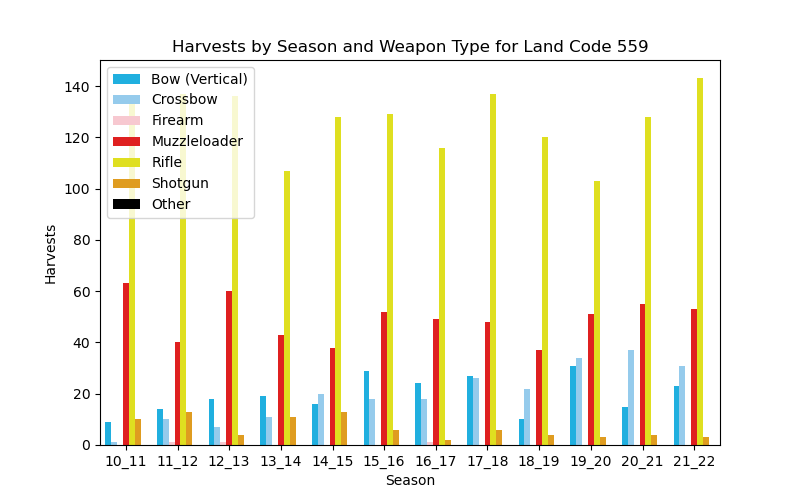 Harvests by Season and Weapon Type for Land Code 559
Bow (Vertical)
Crossbow
Firearm
Muzzleloader
Rifle
Shotgun
Other
Harvests
140
120
100
80
60
40
20
0
10_11 11_12 12_13 13_14 14_15 15_16 16_17 17_18 18_19 19_20 20_21 21_22
Season